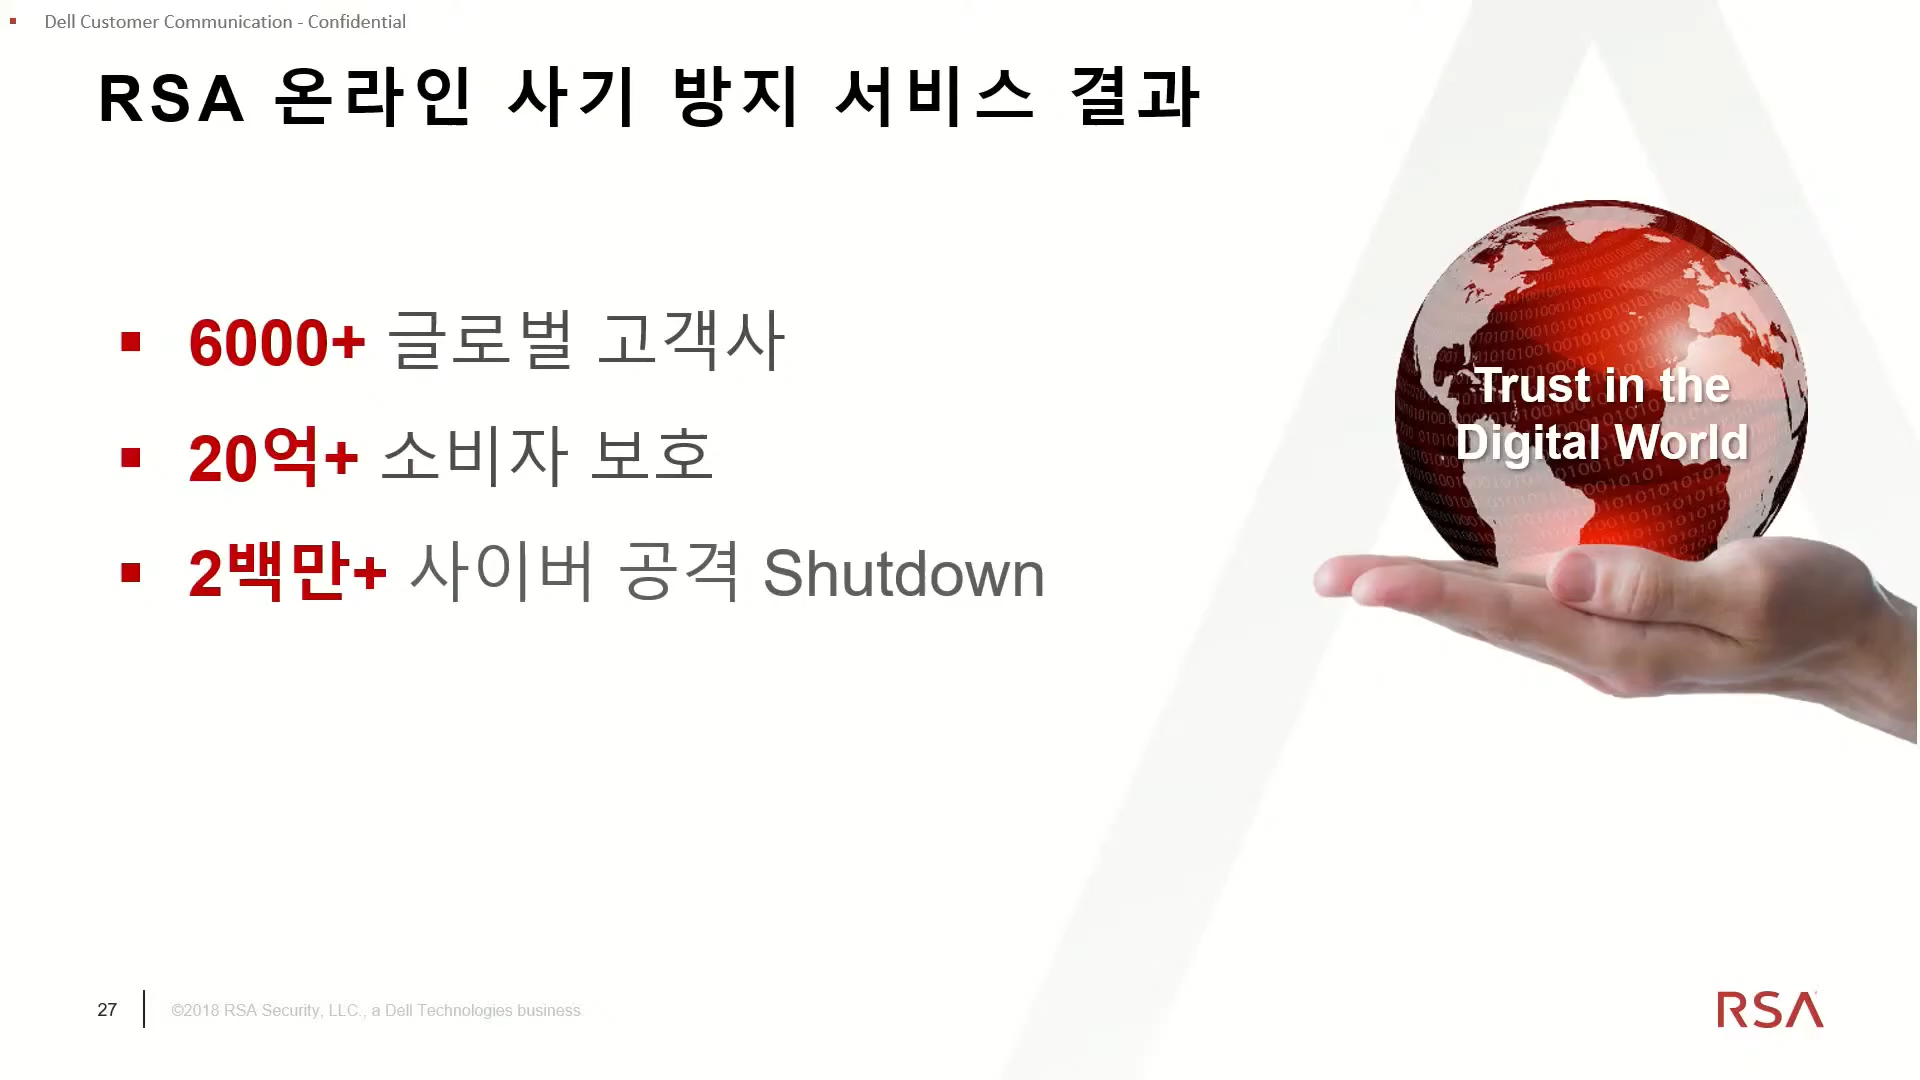 Dell Customer Communication - Confidential
RSA 온라인 사기 방지 서비스 결과
6000+ 글로벌 고객사
20억+ 소비자 보호
2백만+ 사이버 공격 Shutdown
Trust in the
Digital World
27
©2018 RSA Security, LLC., a Dell Technologies business
RSA